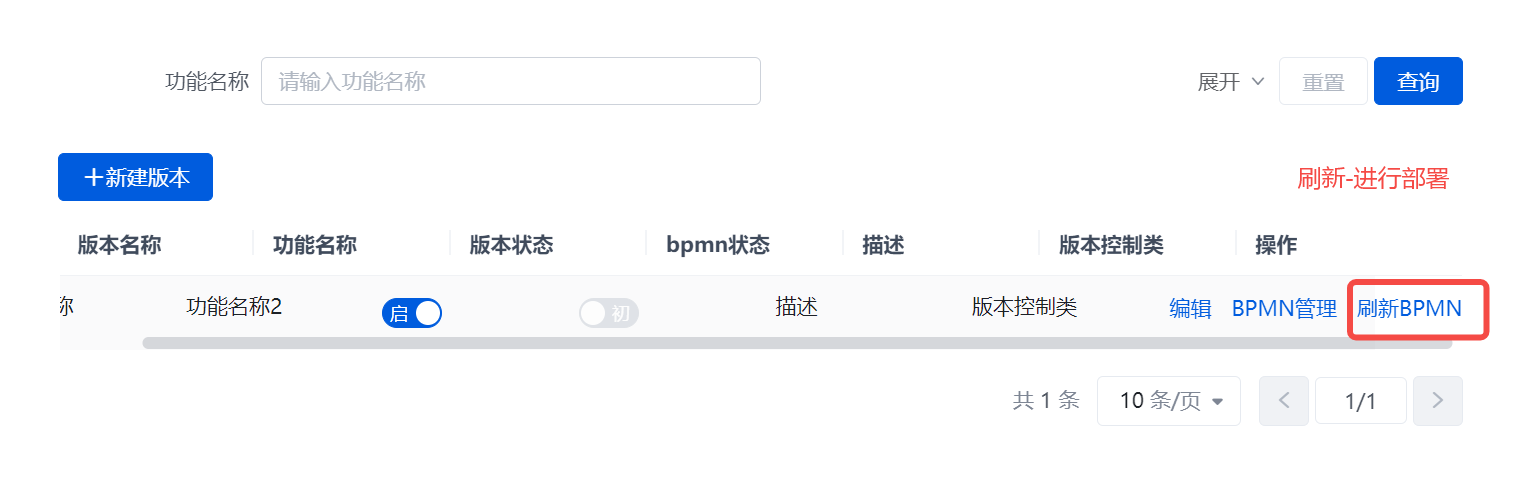 功能名称 请输入功能名称 展开 重置 查询
新建版本 刷新-进行部署
版本名称 功能名称 版本状态 bpmn状态 描述 版本控制类 操作
称 功能名称2 启 初 描述 版本控制类 编辑 BPMN管理 刷新BPMN
共 1 条 10 条/页 1/1